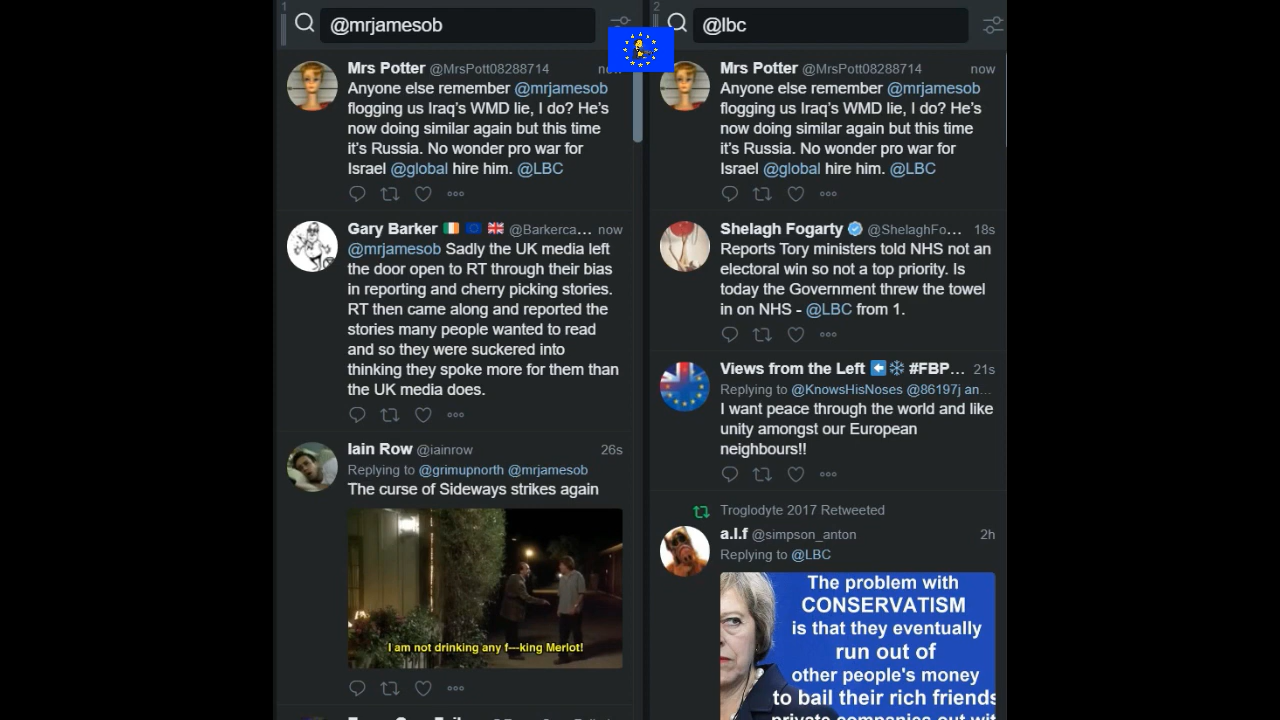 1
@mrjamesob
Mrs Potter @MrsPott08288714 now
Anyone else remember @mrjamesob
flogging us Iraq's WMD lie, I do? He's
now doing similar again but this time
it's Russia. No wonder pro war for
Israel @global hire him. @LBC
Gary Barker @Barkerca... now
@mrjamesob Sadly the UK media left
the door open to RT through their bias
in reporting and cherry picking stories.
RT then came along and reported the
stories many people wanted to read
and so they were suckered into
thinking they spoke more for them than
the UK media does.
Iain Row @iainrow 26s
Replying to @grimupnorth @mrjamesob
The curse of Sideways strikes again
I am not drinking any f---king Merlot!
2
@lbc
Mrs Potter @MrsPott08288714 now
Anyone else remember @mrjamesob
flogging us Iraq's WMD lie, I do? He's
now doing similar again but this time
it's Russia. No wonder pro war for
Israel @global hire him. @LBC
Shelagh Fogarty @ShelaghFo... 18s
Reports Tory ministers told NHS not an
electoral win so not a top priority. Is
today the Government threw the towel
in on NHS - @LBC from 1.
Views from the Left #FBP... 21s
Replying to @KnowsHisNoses @86197j an...
I want peace through the world and like
unity amongst our European
neighbours!!
Troglodyte 2017 Retweeted
a.l.f @simpson_anton 2h
Replying to @LBC
The problem with
CONSERVATISM
is that they eventually
run out of
other people's money
to bail their rich friends
private companies out wit